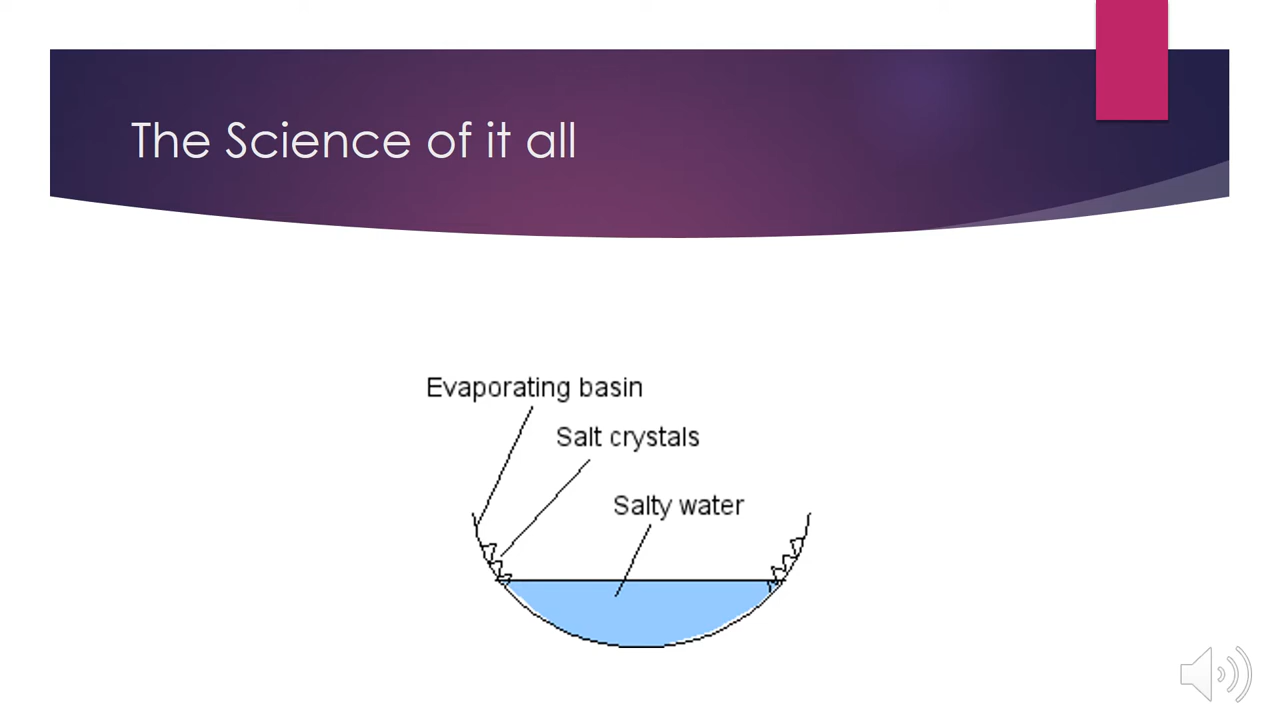 The Science of it all
Evaporating basin
Salt crystals
Salty water